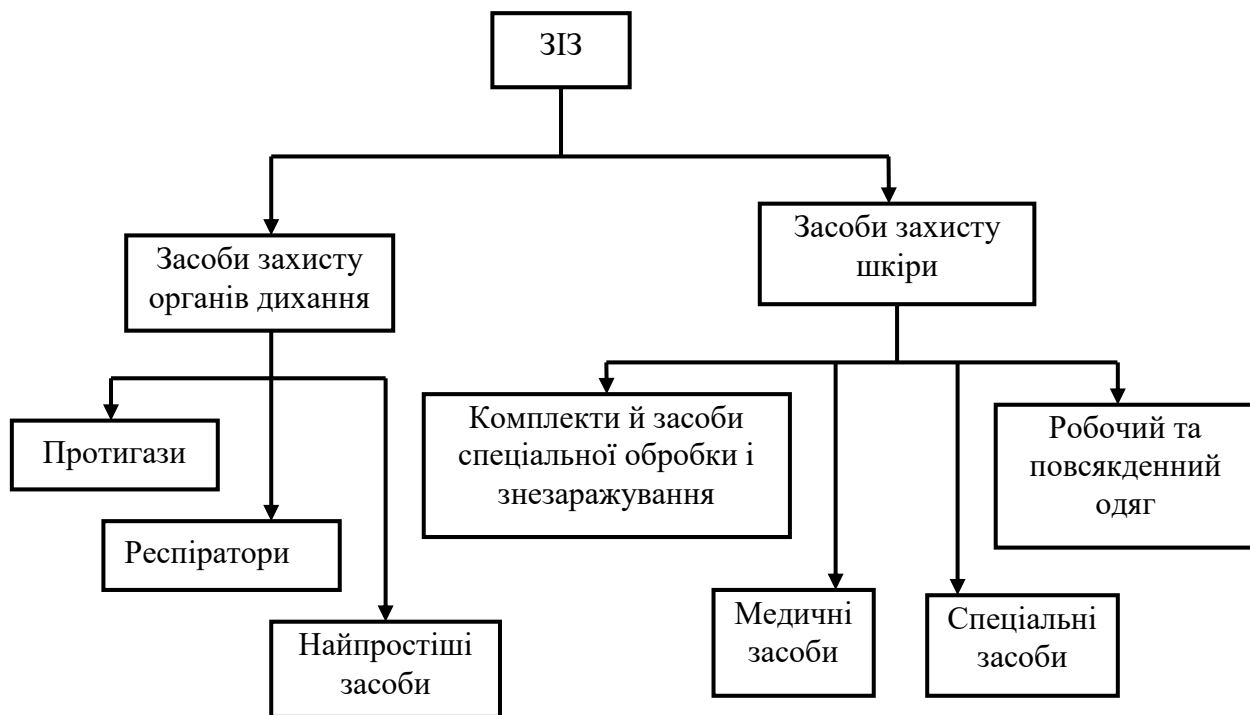 ЗІЗ
Засоби захисту
органів дихання
Засоби захисту
шкіри
Протигази
Респіратори
Найпростіші
засоби
Комплекти й засоби
спеціальної обробки і
знезаражування
Медичні
засоби
Спеціальні
засоби
Робочий та
повсякденний
одяг